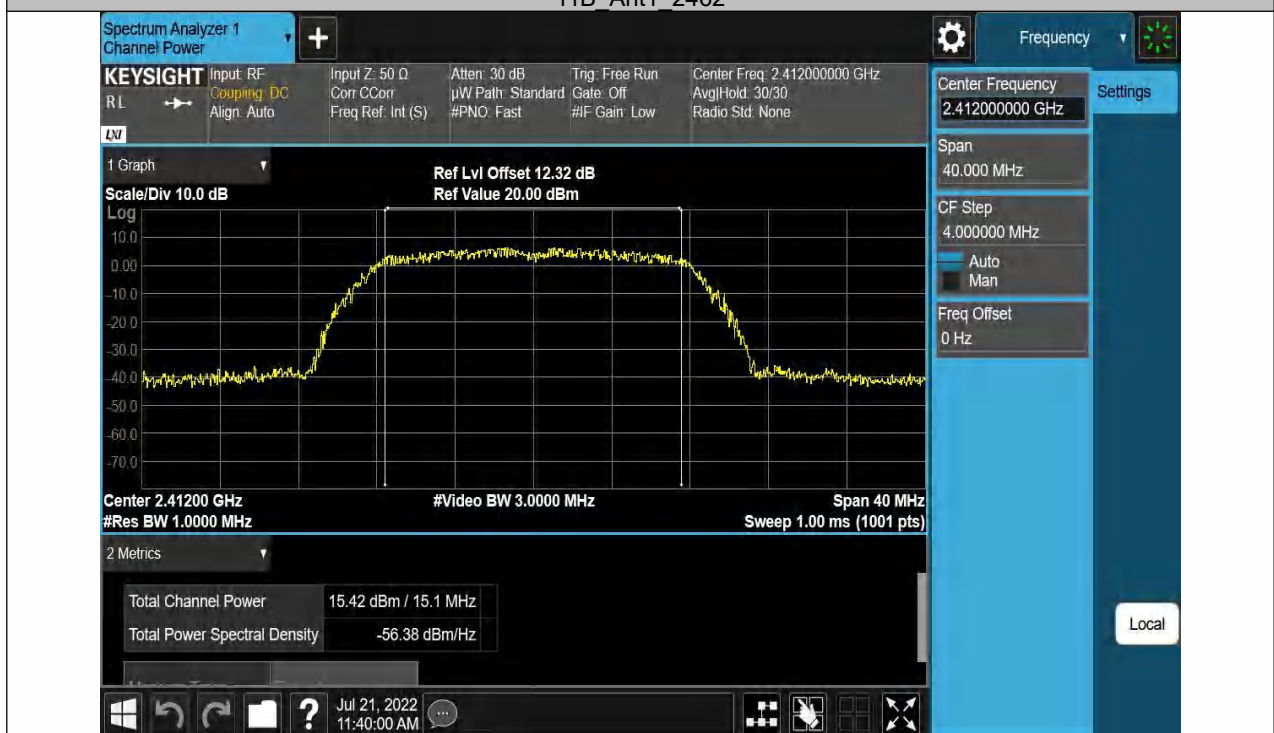 11B_Ant1_2462
Spectrum Analyzer 1
Channel Power
+
Frequency
KEYSIGHT
RL
LXI
Input: RF
Coupling: DC
Align: Auto
Input Z: 50 Ω
Corr CCorr
Freq Ref: Int (S)
Atten: 30 dB
µW Path: Standard
#PNO: Fast
Trig: Free Run
Gate: Off
#IF Gain: Low
Center Freq: 2.412000000 GHz
Avg|Hold: 30/30
Radio Std: None
Center Frequency
2.412000000 GHz
Settings
Span
40.000 MHz
CF Step
4.000000 MHz
Auto
Man
Freq Offset
0 Hz
1 Graph
Scale/Div 10.0 dB
Ref Lvl Offset 12.32 dB
Ref Value 20.00 dBm
Log
10.0
0.00
-10.0
-20.0
-30.0
-40.0
-50.0
-60.0
-70.0
Center 2.41200 GHz
#Video BW 3.0000 MHz
Span 40 MHz
#Res BW 1.0000 MHz
Sweep 1.00 ms (1001 pts)
2 Metrics
Total Channel Power 15.42 dBm / 15.1 MHz
Total Power Spectral Density -56.38 dBm/Hz
Local
?
Jul 21, 2022
11:40:00 AM